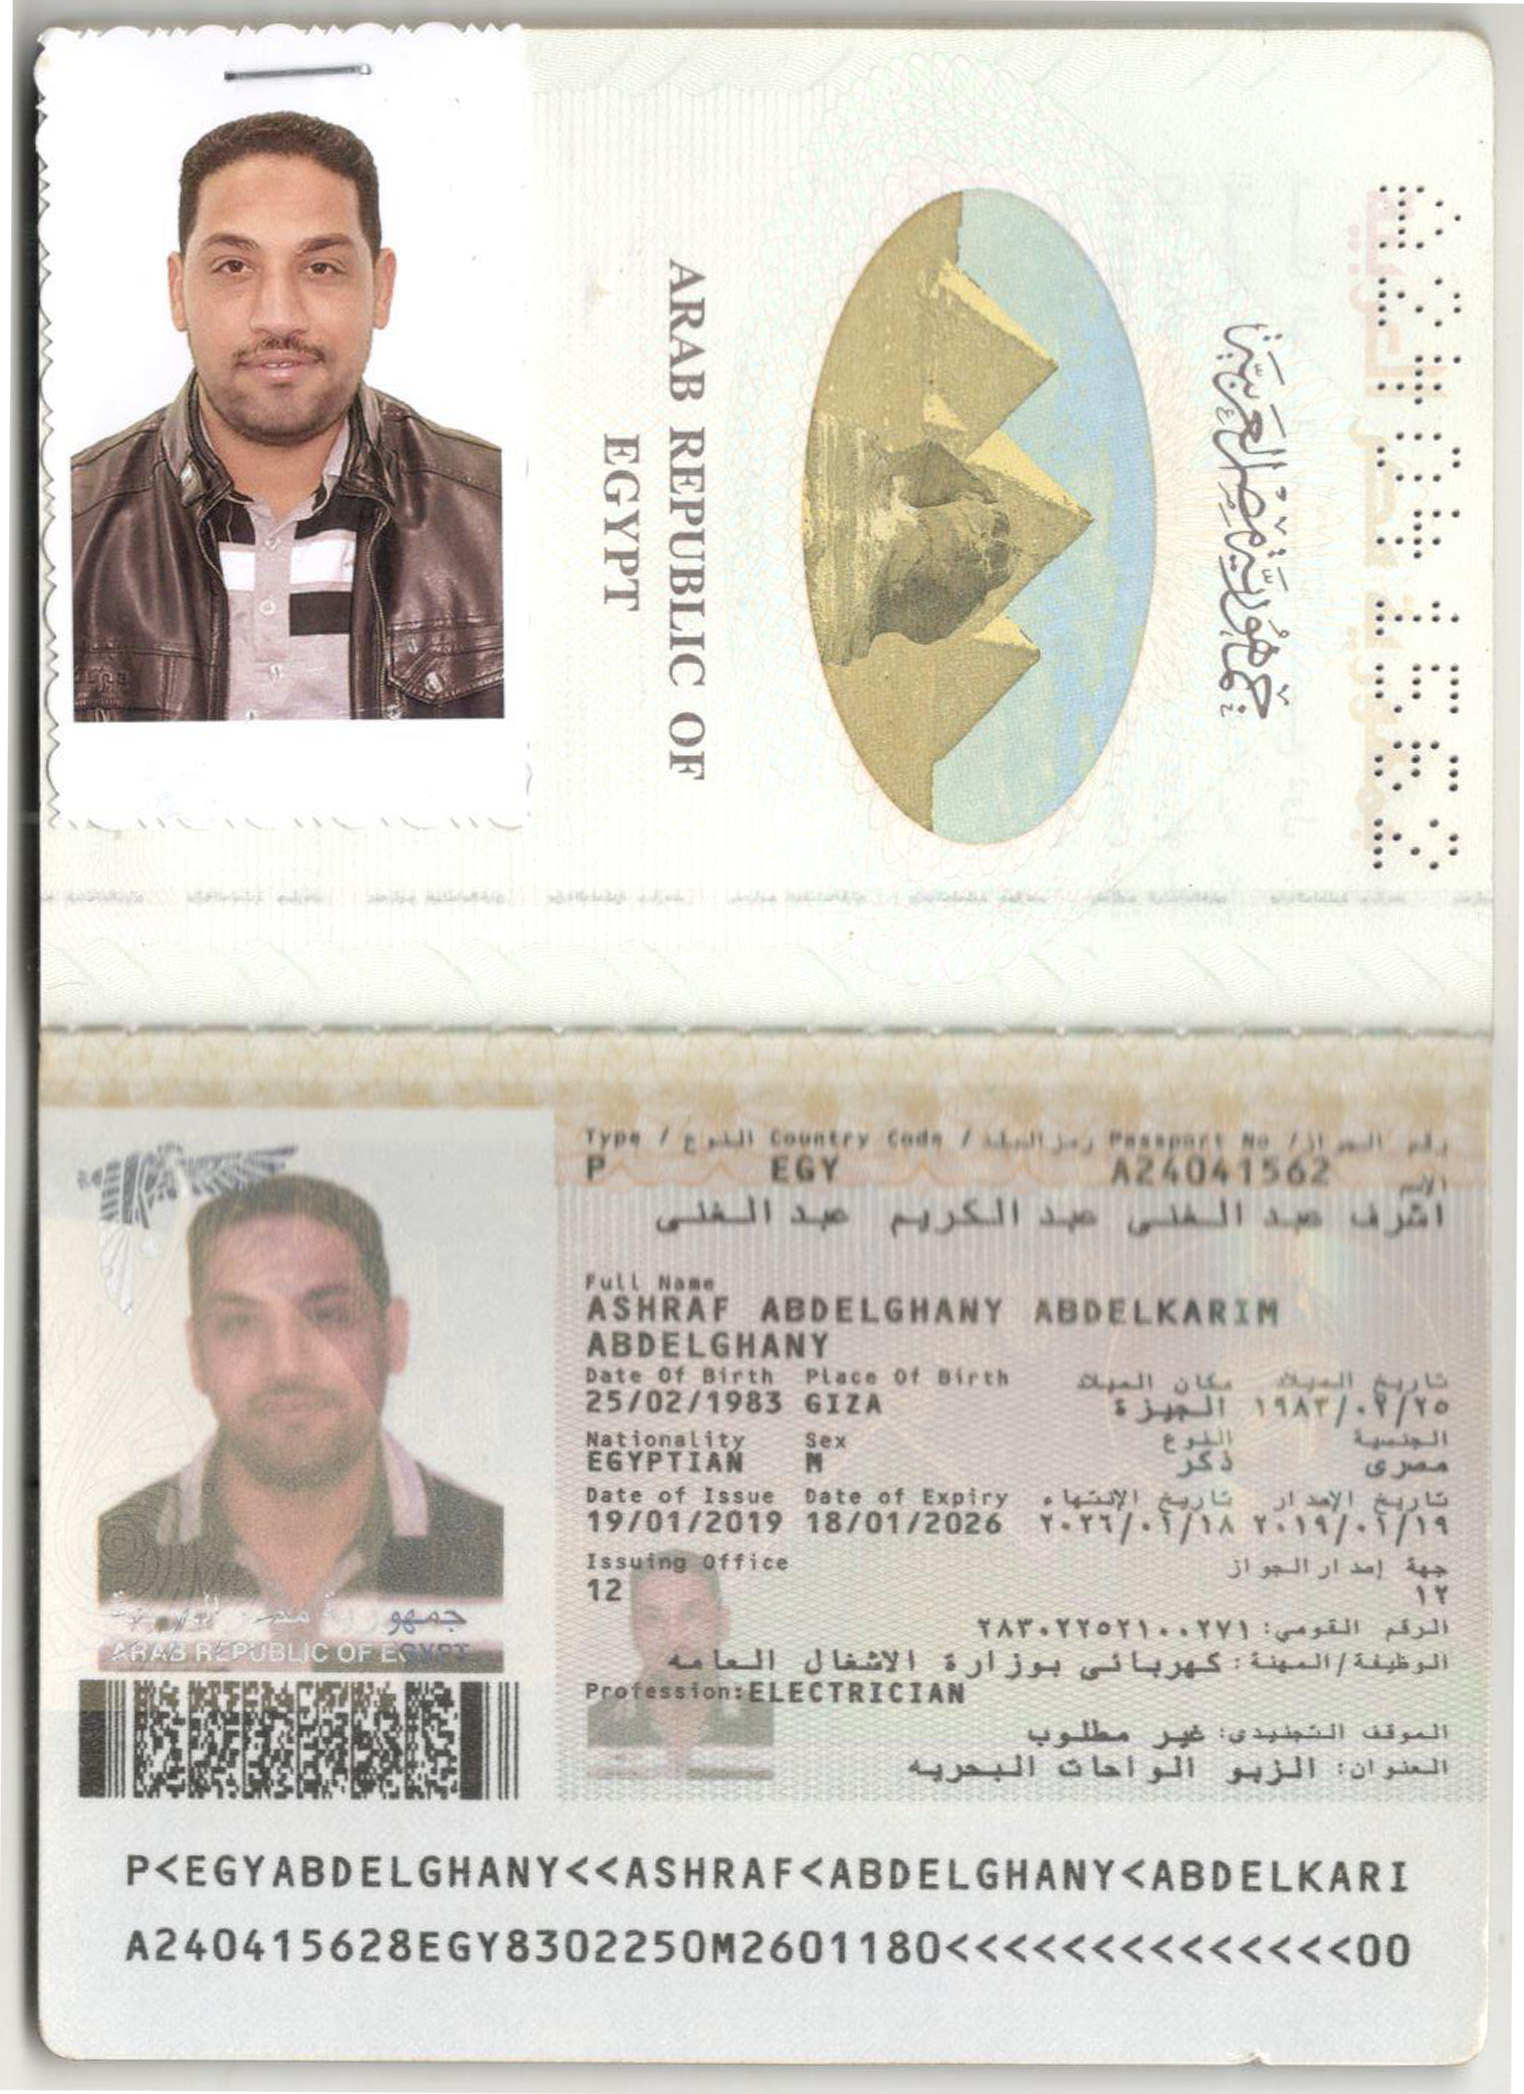 ARAB REPUBLIC OF
EGYPT
جمهورية مصر العربية
A24041562
Type / النوع Country Code / رمز البلد Passport No / رقم الجواز
P EGY A24041562
الإسم
اشرف عبد الغنى عبد الكريم عبد الغنى
Full Name
ASHRAF ABDELGHANY ABDELKARIM
ABDELGHANY
Date Of Birth Place Of Birth مكان الميلاد تاريخ الميلاد
25/02/1983 GIZA الجيزة ١٩٨٣/٠٢/٢٥
Nationality Sex النوع الجنسية
EGYPTIAN M ذكر مصرى
Date of Issue Date of Expiry تاريخ الإنتهاء تاريخ الإصدار
19/01/2019 18/01/2026 ٢٠٢٦/٠١/١٨ ٢٠١٩/٠١/١٩
Issuing Office جهة إصدار الجواز
12 ١٢
الرقم القومي: ٢٨٣٠٢٢٥٢١٠٠٢٧١
الوظيفة/المهنة: كهربائى بوزارة الاشغال العامه
Profession:ELECTRICIAN
الموقف التجنيدى: غير مطلوب
العنوان: الزبو الواحات البحريه
جمهورية مصر العربية
ARAB REPUBLIC OF EGYPT
P<EGYABDELGHANY<<ASHRAF<ABDELGHANY<ABDELKARI
A240415628EGY8302250M2601180<<<<<<<<<<<<<<00